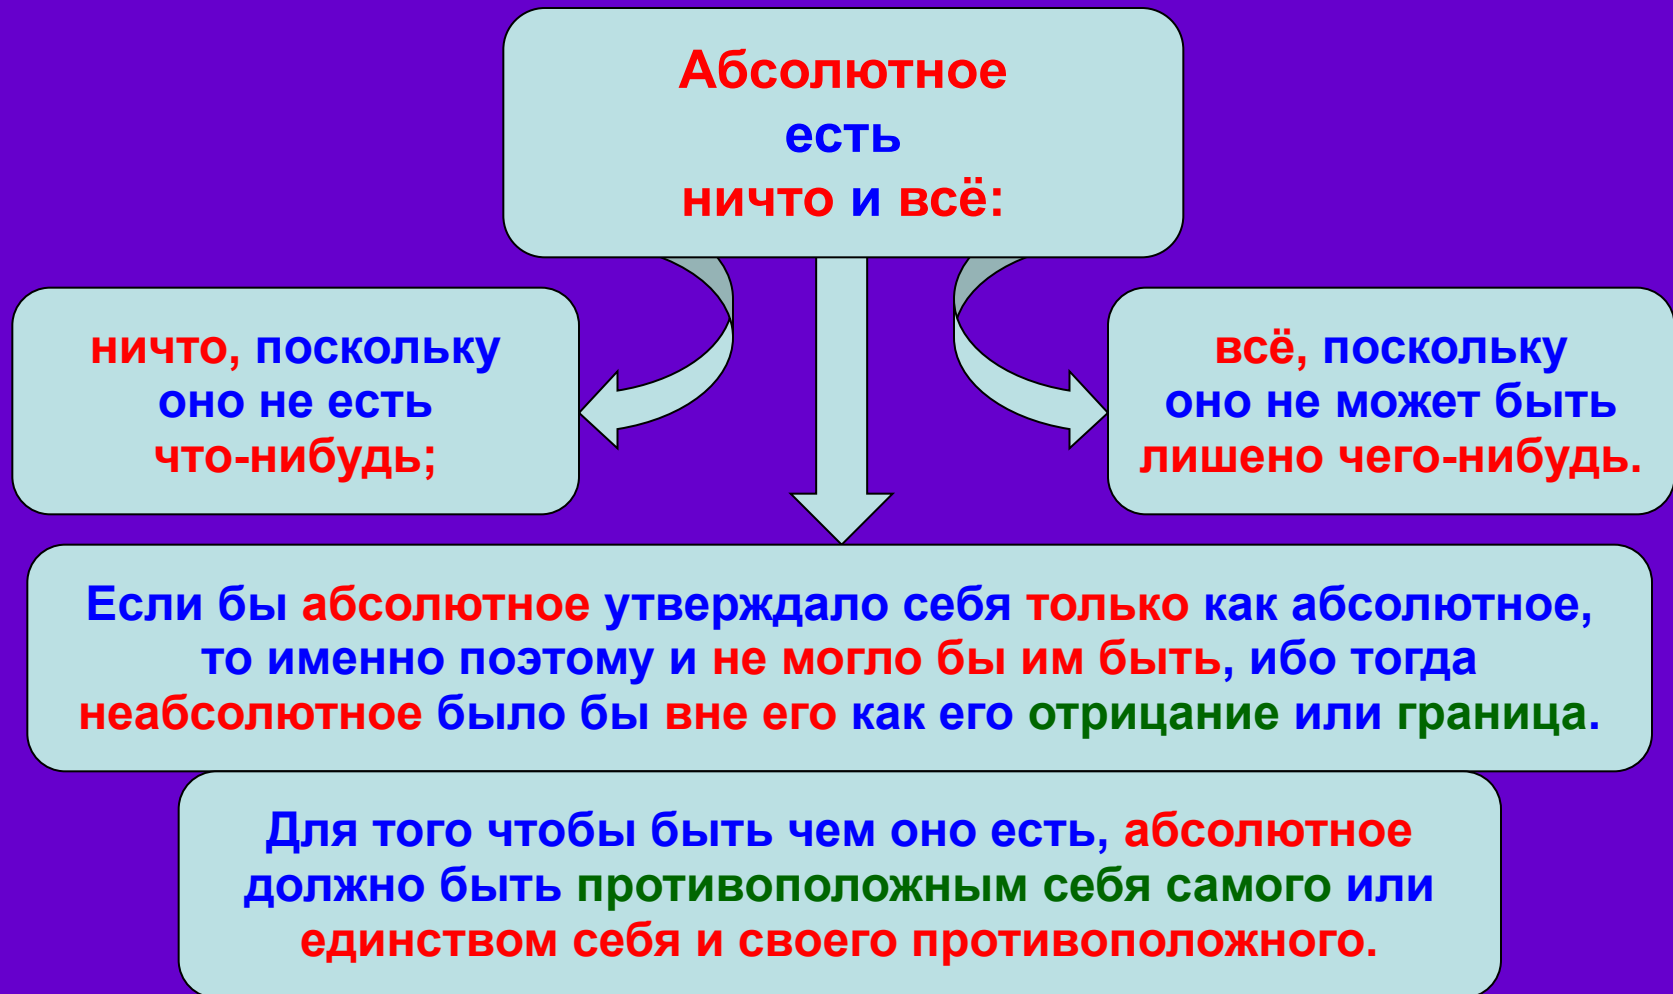 Абсолютное
есть
ничто и всё:
ничто, поскольку
оно не есть
что-нибудь;
всё, поскольку
оно не может быть
лишено чего-нибудь.
Если бы абсолютное утверждало себя только как абсолютное,
то именно поэтому и не могло бы им быть, ибо тогда
неабсолютное было бы вне его как его отрицание или граница.
Для того чтобы быть чем оно есть, абсолютное
должно быть противоположным себя самого или
единством себя и своего противоположного.